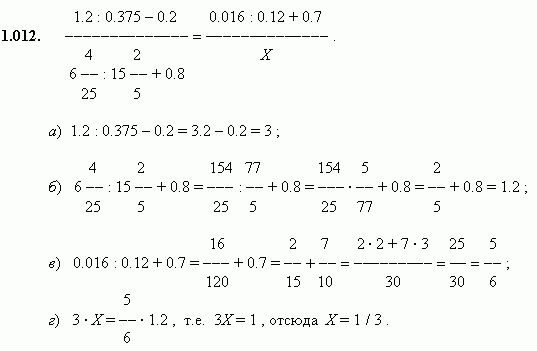 1.012. (1.2 : 0.375 – 0.2) / (6 4/25 : 15 2/5 + 0.8) = (0.016 : 0.12 + 0.7) / X .
а) 1.2 : 0.375 – 0.2 = 3.2 – 0.2 = 3 ;
б) 6 4/25 : 15 2/5 + 0.8 = 154/25 : 77/5 + 0.8 = 154/25 · 5/77 + 0.8 = 2/5 + 0.8 = 1.2 ;
в) 0.016 : 0.12 + 0.7 = 16/120 + 0.7 = 2/15 + 7/10 = (2 · 2 + 7 · 3)/30 = 25/30 = 5/6 ;
г) 3 · X = 5/6 · 1.2 , т.е. 3X = 1 , отсюда X = 1 / 3 .